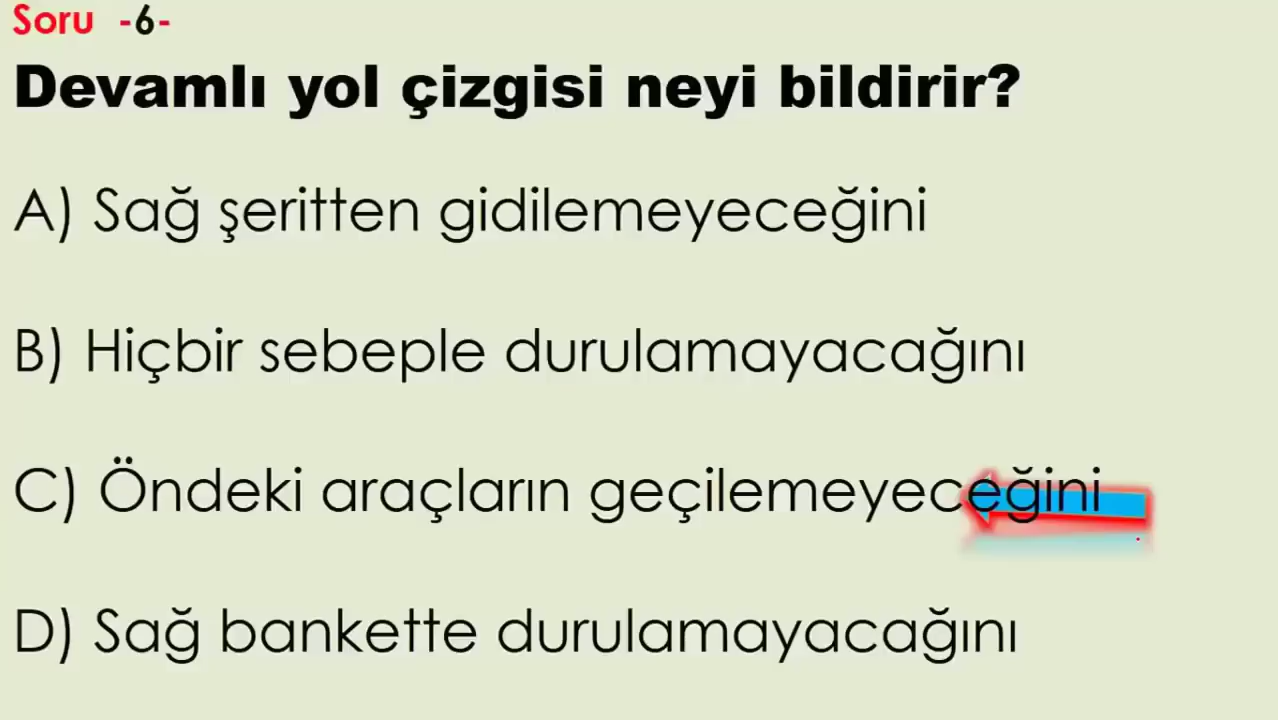 Soru -6-
Devamlı yol çizgisi neyi bildirir?
A) Sağ şeritten gidilemeyeceğini
B) Hiçbir sebeple durulamayacağını
C) Öndeki araçların geçilemeyeceğini
D) Sağ bankette durulamayacağını